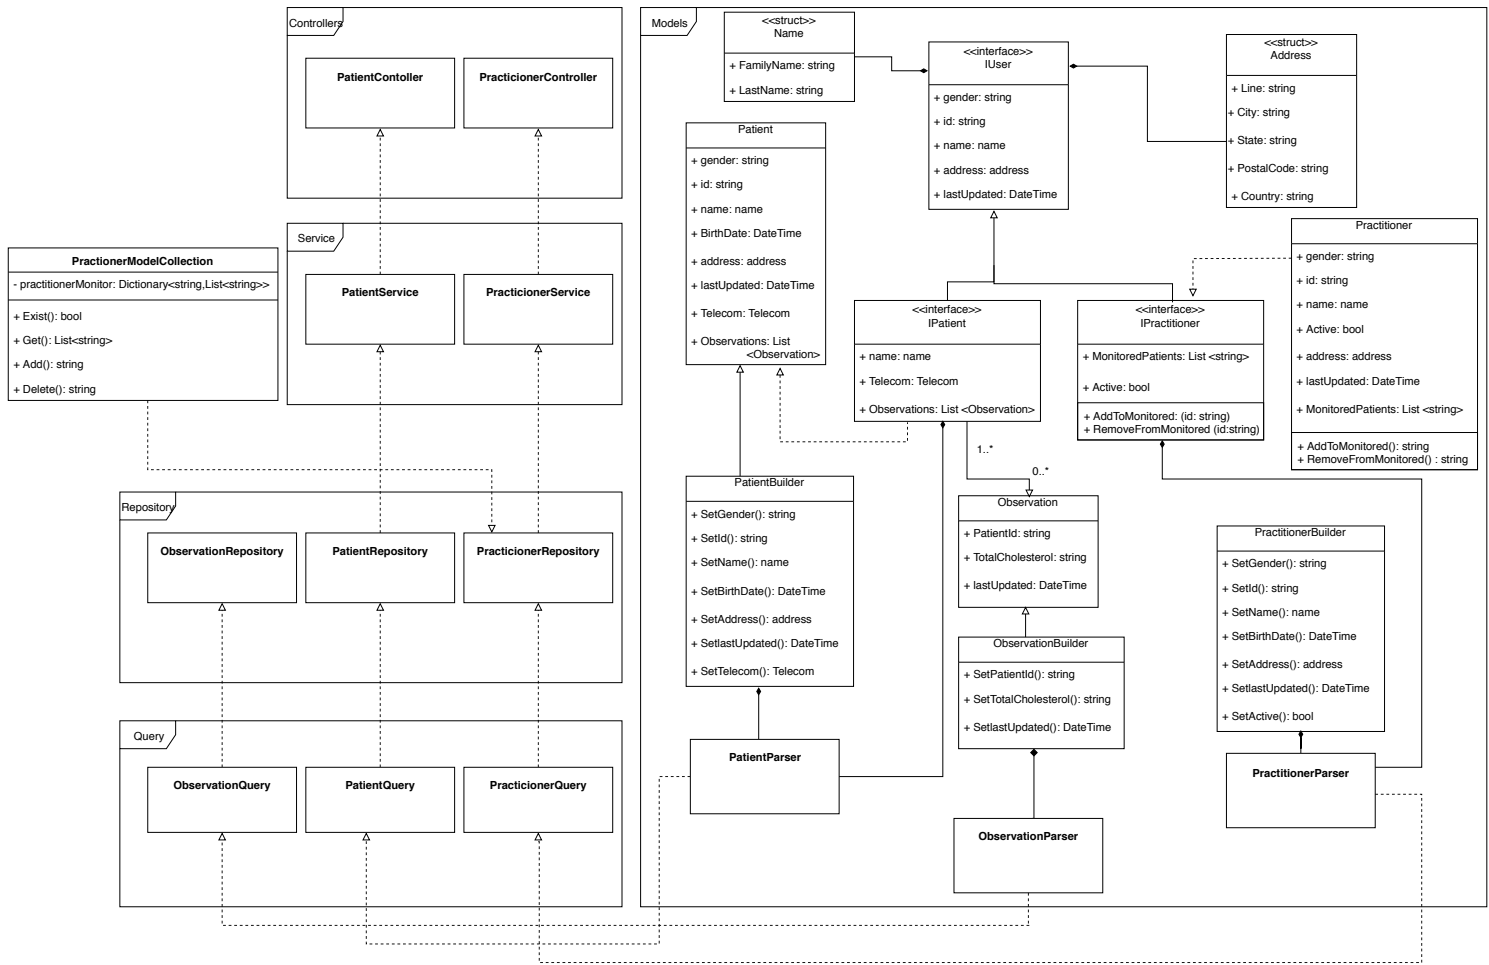 Controllers
PatientContoller
PracticionerController
Service
PatientService
PracticionerService
PractionerModelCollection
- practitionerMonitor: Dictionary<string,List<string>>
+ Exist(): bool
+ Get(): List<string>
+ Add(): string
+ Delete(): string
Repository
ObservationRepository
PatientRepository
PracticionerRepository
Query
ObservationQuery
PatientQuery
PracticionerQuery
Models
<<struct>>
Name
+ FamilyName: string
+ LastName: string
<<interface>>
IUser
+ gender: string
+ id: string
+ name: name
+ address: address
+ lastUpdated: DateTime
<<struct>>
Address
+ Line: string
+ City: string
+ State: string
+ PostalCode: string
+ Country: string
Patient
+ gender: string
+ id: string
+ name: name
+ BirthDate: DateTime
+ address: address
+ lastUpdated: DateTime
+ Telecom: Telecom
+ Observations: List
<Observation>
<<interface>>
IPatient
+ name: name
+ Telecom: Telecom
+ Observations: List <Observation>
<<interface>>
IPractitioner
+ MonitoredPatients: List <string>
+ Active: bool
+ AddToMonitored: (id: string)
+ RemoveFromMonitored (id:string)
Practitioner
+ gender: string
+ id: string
+ name: name
+ Active: bool
+ address: address
+ lastUpdated: DateTime
+ MonitoredPatients: List <string>
+ AddToMonitored(): string
+ RemoveFromMonitored() : string
1..*
0..*
PatientBuilder
+ SetGender(): string
+ SetId(): string
+ SetName(): name
+ SetBirthDate(): DateTime
+ SetAddress(): address
+ SetlastUpdated(): DateTime
+ SetTelecom(): Telecom
Observation
+ PatientId: string
+ TotalCholesterol: string
+ lastUpdated: DateTime
ObservationBuilder
+ SetPatientId(): string
+ SetTotalCholesterol(): string
+ SetlastUpdated(): DateTime
PractitionerBuilder
+ SetGender(): string
+ SetId(): string
+ SetName(): name
+ SetBirthDate(): DateTime
+ SetAddress(): address
+ SetlastUpdated(): DateTime
+ SetActive(): bool
PatientParser
ObservationParser
PractitionerParser